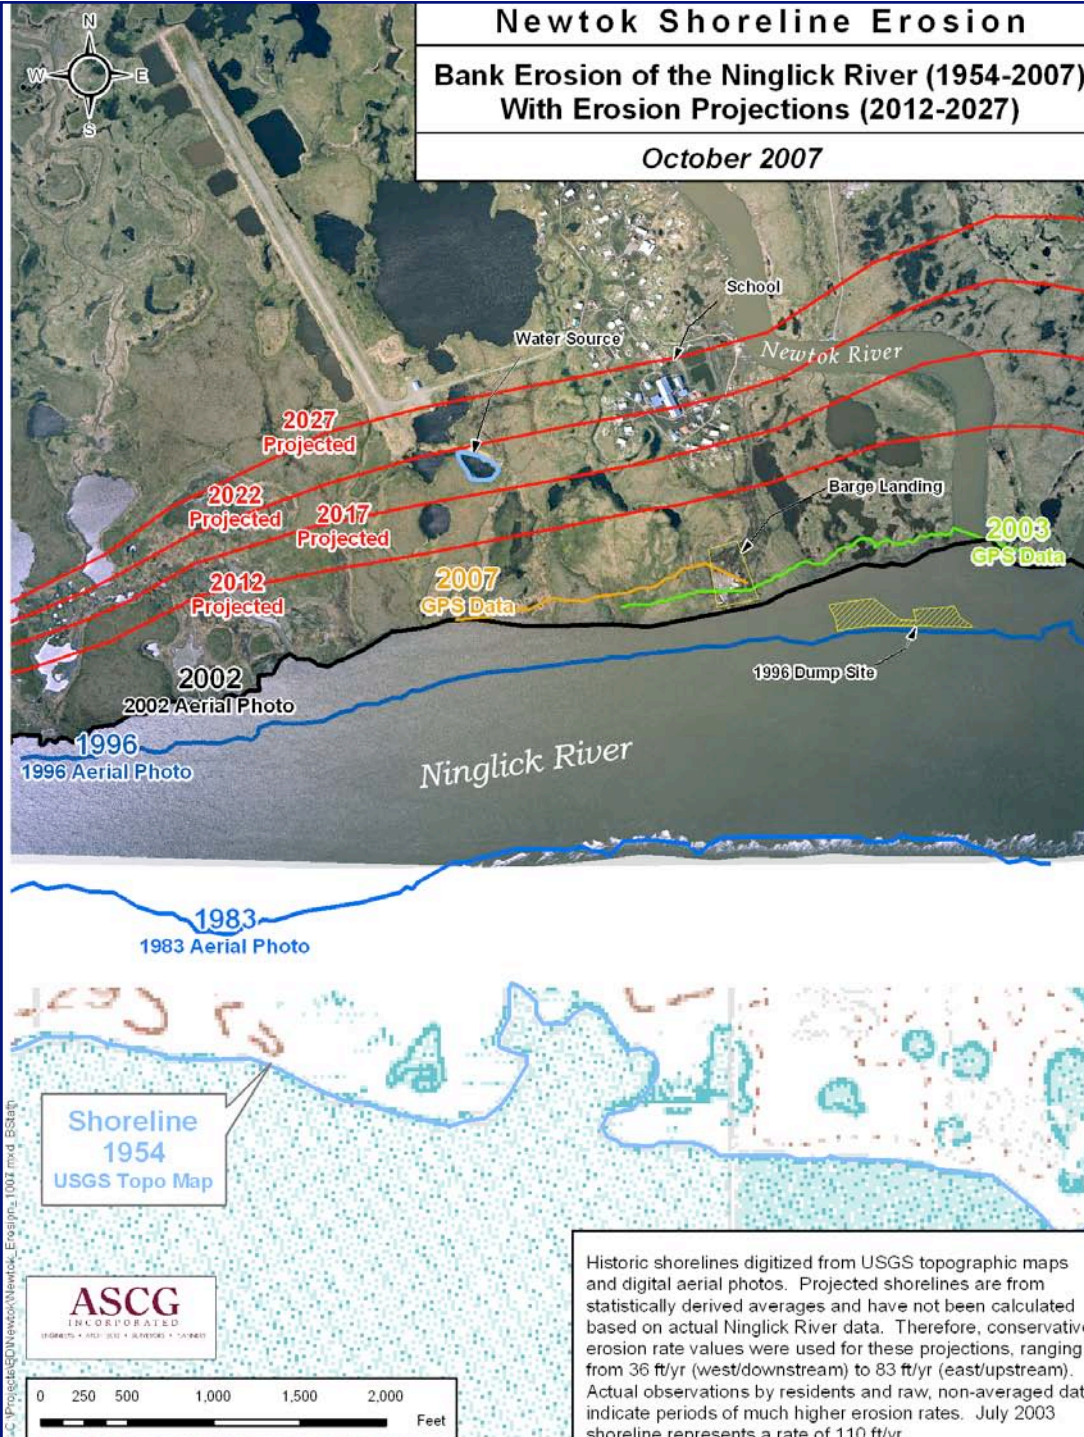 Newtok Shoreline Erosion
Bank Erosion of the Ninglick River (1954-2007)
With Erosion Projections (2012-2027)
October 2007
N
W
E
S
School
Water Source
Newtok River
2027
Projected
2022
Projected
2017
Projected
Barge Landing
2012
Projected
2007
GPS Data
2003
GPS Data
2002
2002 Aerial Photo
1996 Dump Site
1996
1996 Aerial Photo
Ninglick River
1983
1983 Aerial Photo
Shoreline
1954
USGS Topo Map
ASCG
INCORPORATED
0 250 500 1,000 1,500 2,000
Feet
Historic shorelines digitized from USGS topographic maps
and digital aerial photos. Projected shorelines are from
statistically derived averages and have not been calculated
based on actual Ninglick River data. Therefore, conservative
erosion rate values were used for these projections, ranging
from 36 ft/yr (west/downstream) to 83 ft/yr (east/upstream).
Actual observations by residents and raw, non-averaged dat
indicate periods of much higher erosion rates. July 2003
shoreline represents a rate of 110 ft/yr